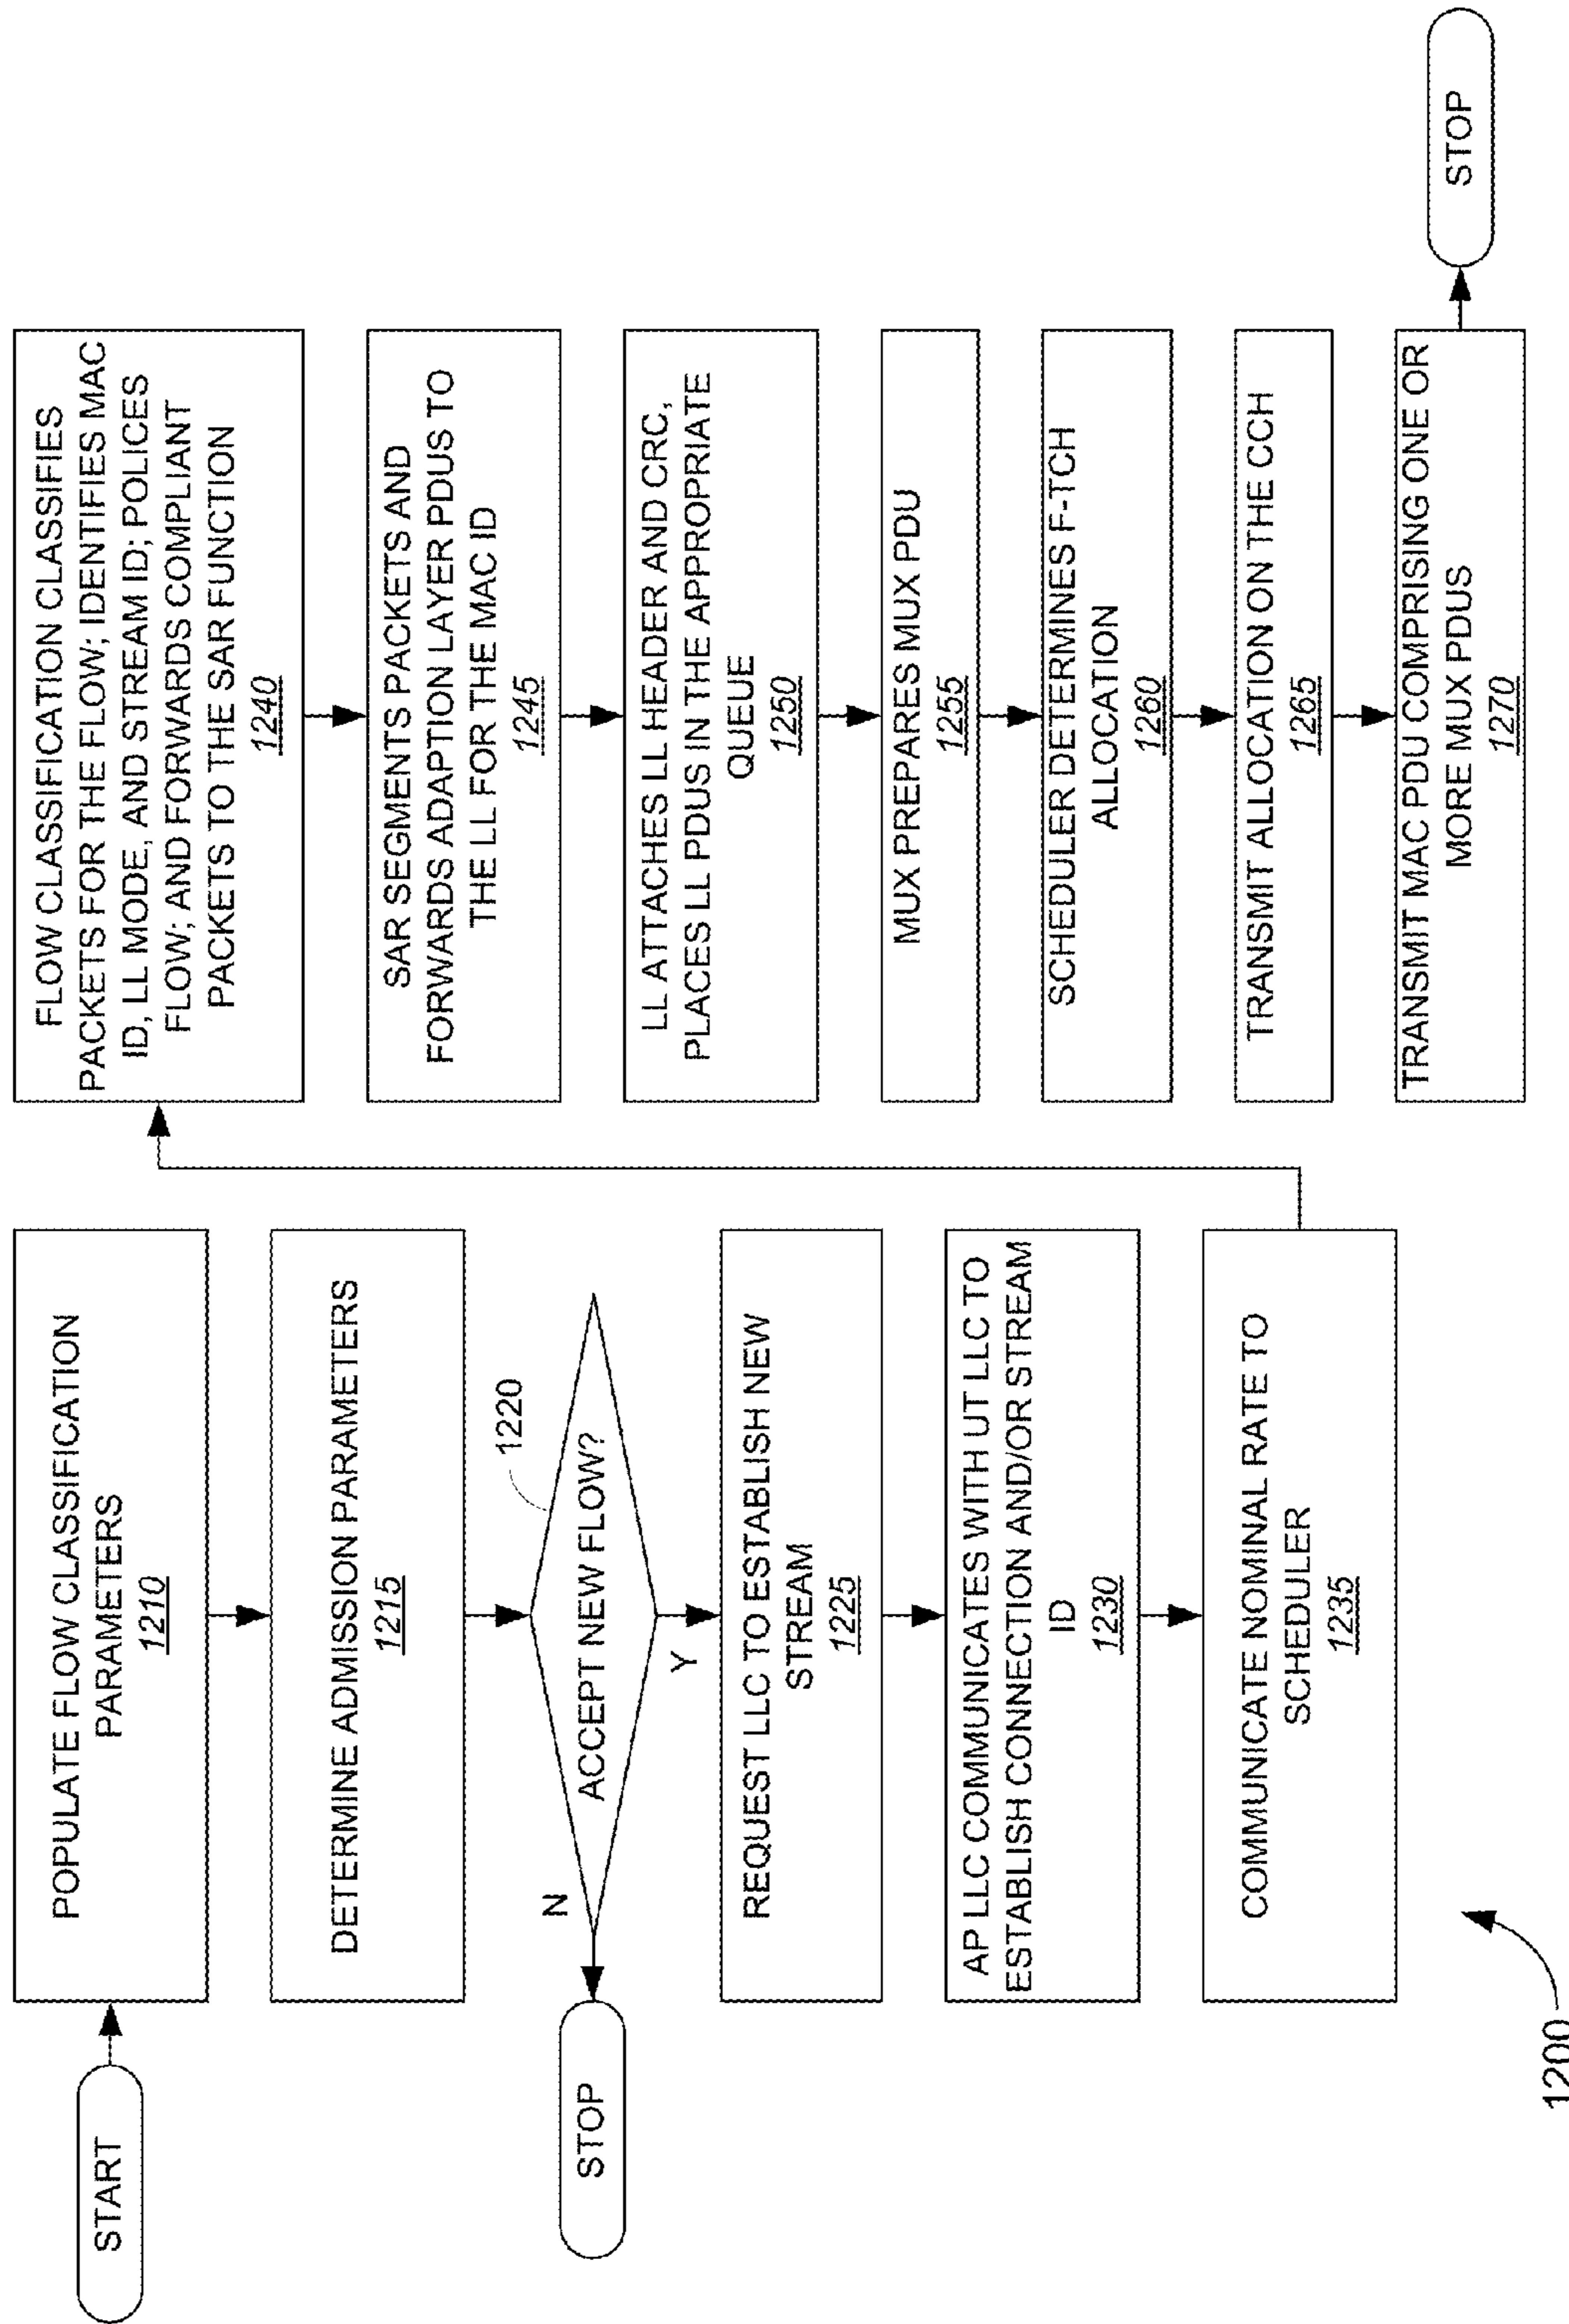 START
POPULATE FLOW CLASSIFICATION
PARAMETERS
1210
DETERMINE ADMISSION PARAMETERS
1215
1220
ACCEPT NEW FLOW?
N
STOP
Y
REQUEST LLC TO ESTABLISH NEW
STREAM
1225
AP LLC COMMUNICATES WITH UT LLC TO
ESTABLISH CONNECTION AND/OR STREAM
ID
1230
COMMUNICATE NOMINAL RATE TO
SCHEDULER
1235
1200
FLOW CLASSIFICATION CLASSIFIES
PACKETS FOR THE FLOW; IDENTIFIES MAC
ID, LL MODE, AND STREAM ID; POLICES
FLOW; AND FORWARDS COMPLIANT
PACKETS TO THE SAR FUNCTION
1240
SAR SEGMENTS PACKETS AND
FORWARDS ADAPTION LAYER PDUS TO
THE LL FOR THE MAC ID
1245
LL ATTACHES LL HEADER AND CRC,
PLACES LL PDUS IN THE APPROPRIATE
QUEUE
1250
MUX PREPARES MUX PDU
1255
SCHEDULER DETERMINES F-TCH
ALLOCATION
1260
TRANSMIT ALLOCATION ON THE CCH
1265
TRANSMIT MAC PDU COMPRISING ONE OR
MORE MUX PDUS
1270
STOP